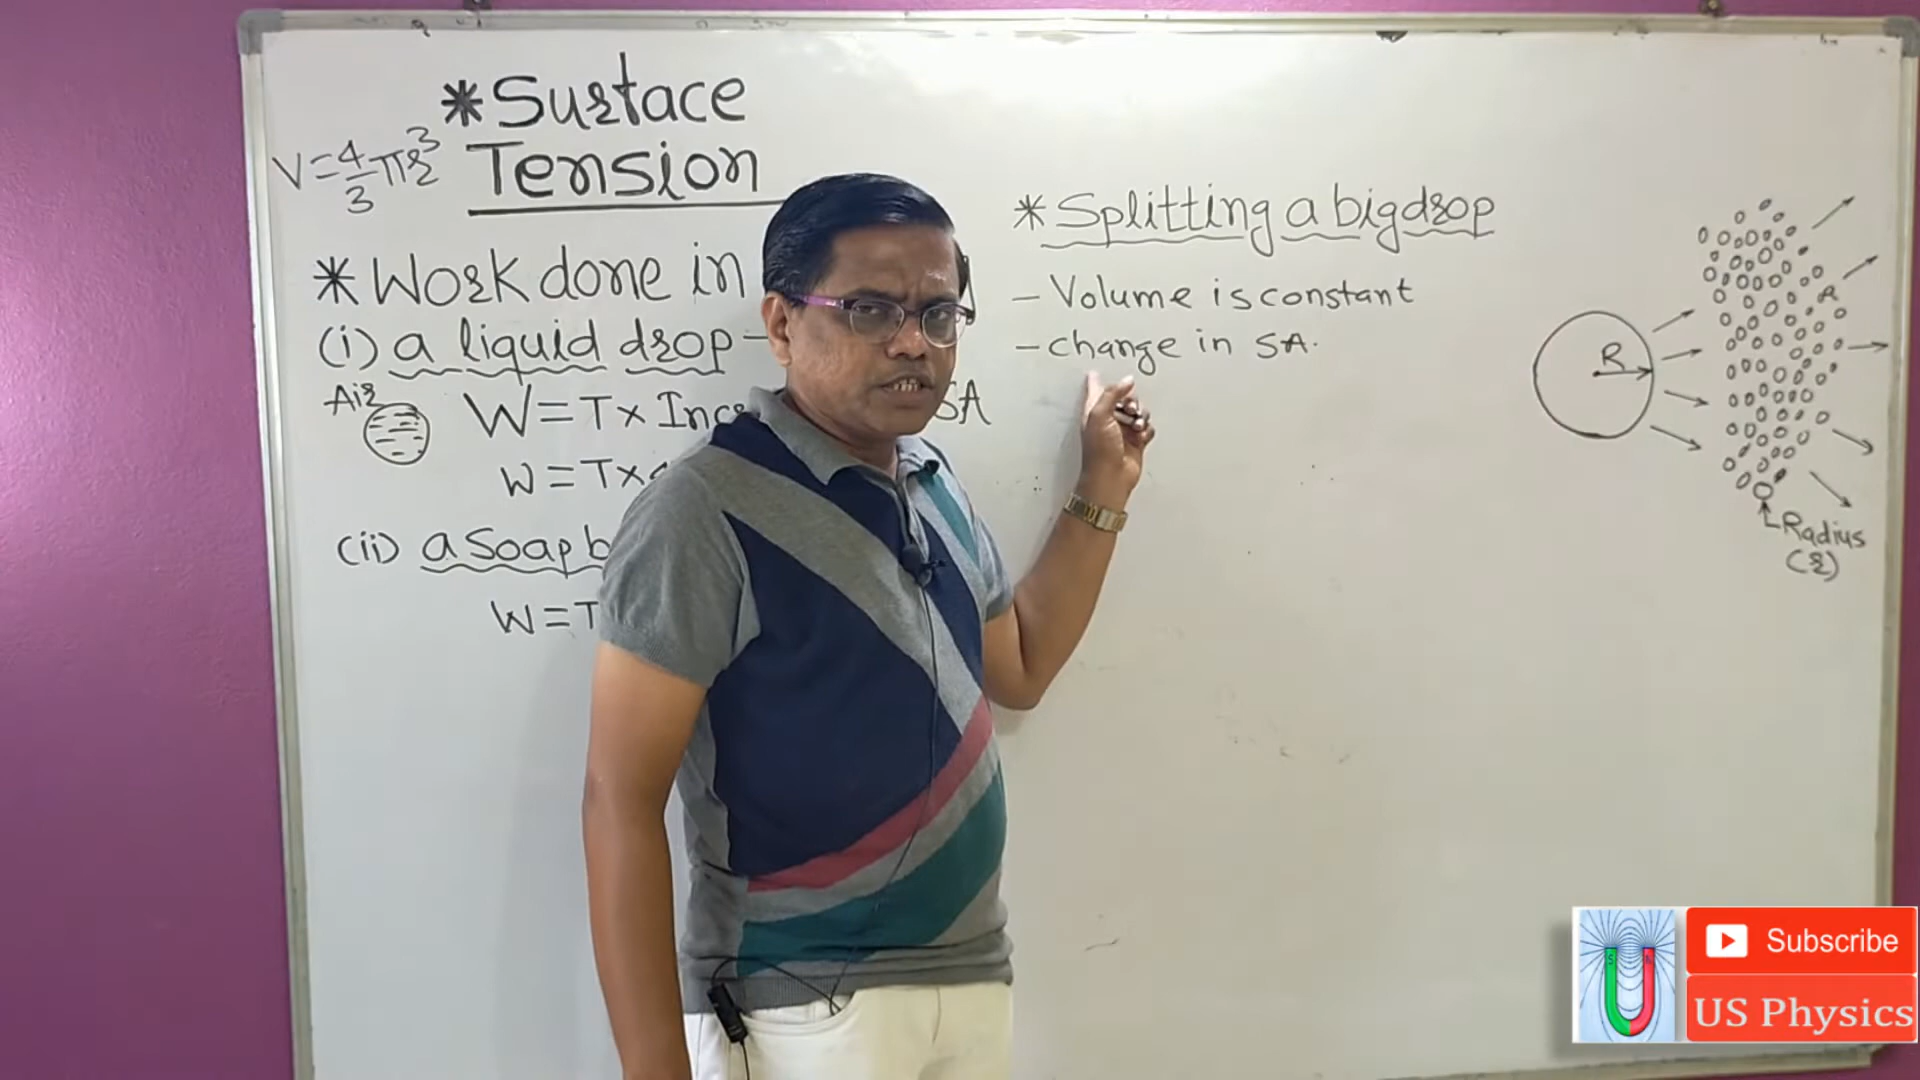 * Surface
Tension
V=4/3 πr³
* Work done in
(i) a liquid drop -
Air
W=T×Inc SA
W=T×
(ii) a Soap b
W=T
* Splitting a big drop
- Volume is constant
- change in SA.
R
Radius
(r)
Subscribe
US Physics